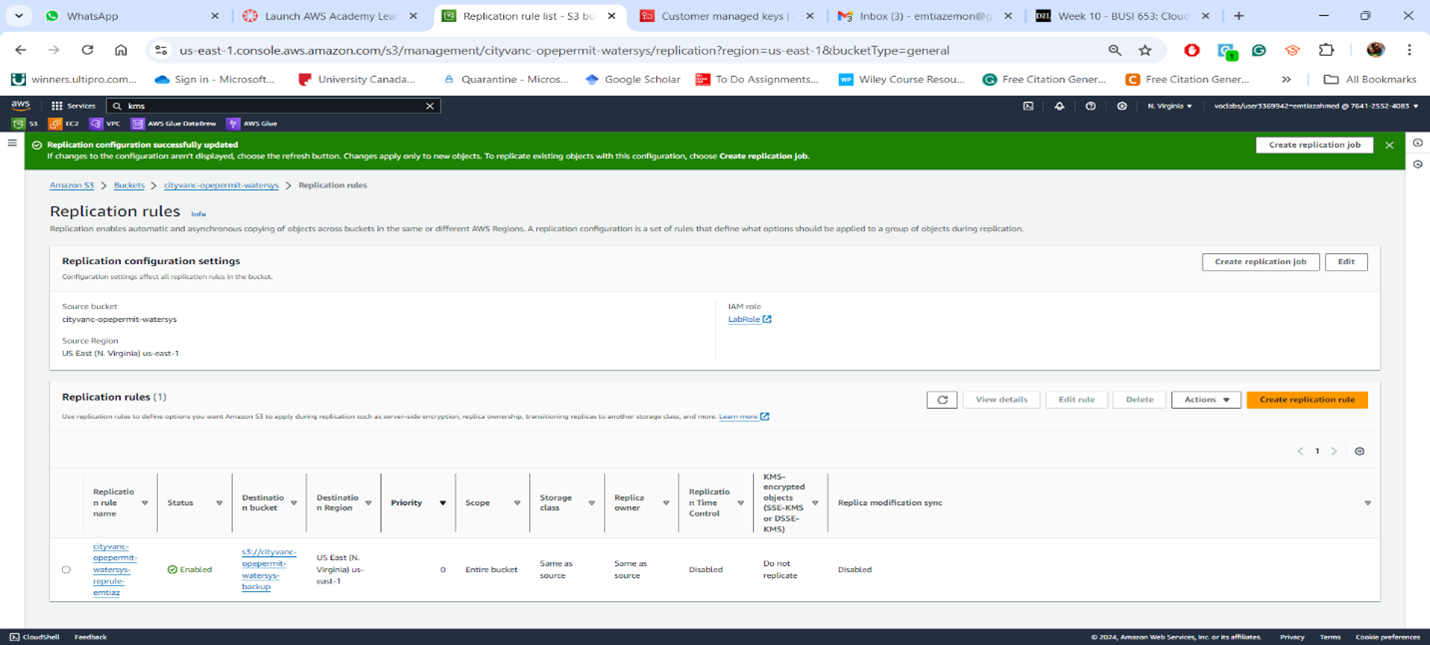 WhatsApp
Launch AWS Academy Le
Replication rule list - S3 bu
Customer managed keys |
Inbox (3) - emtiazemon@g
Week 10 - BUSI 653: Cloud
us-east-1.console.aws.amazon.com/s3/management/cityvanc-opepermit-watersys/replication?region=us-east-1&bucketType=general
winners.ultipro.com...
Sign in - Microsoft...
University Canada...
Quarantine - Micros...
Google Scholar
To Do Assignments...
WP Wiley Course Resou...
Free Citation Gener...
Free Citation Gener...
All Bookmarks
aws
Services
kms
N. Virginia
voclabs/user3369942=emtiazahmed @ 7641-2552-4083
S3
EC2
VPC
AWS Glue DataBrew
AWS Glue
Replication configuration successfully updated
If changes to the configuration aren't displayed, choose the refresh button. Changes apply only to new objects. To replicate existing objects with this configuration, choose Create replication job.
Create replication job
Amazon S3 > Buckets > cityvanc-opepermit-watersys > Replication rules
Replication rules Info
Replication enables automatic and asynchronous copying of objects across buckets in the same or different AWS Regions. A replication configuration is a set of rules that define what options should be applied to a group of objects during replication.
Replication configuration settings
Configuration settings affect all replication rules in the bucket.
Create replication job
Edit
Source bucket
cityvanc-opepermit-watersys
Source Region
US East (N. Virginia) us-east-1
IAM role
LabRole
Replication rules (1)
Use replication rules to define options you want Amazon S3 to apply during replication such as server-side encryption, replica ownership, transitioning replicas to another storage class, and more. Learn more
View details
Edit rule
Delete
Actions
Create replication rule
1
Replicatio
n rule
name
Status
Destinatio
n bucket
Destinatio
n Region
Priority
Scope
Storage
class
Replica
owner
Replicatio
n Time
Control
KMS-
encrypted
objects
(SSE-KMS
or DSSE-
KMS)
Replica modification sync
cityvanc-
opepermit-
watersys-
reprule-
emtiaz
Enabled
s3://cityvanc-
opepermit-
watersys-
backup
US East (N.
Virginia) us-
east-1
0
Entire bucket
Same as
source
Same as
source
Disabled
Do not
replicate
Disabled
CloudShell
Feedback
© 2024, Amazon Web Services, Inc. or its affiliates.
Privacy
Terms
Cookie preferences